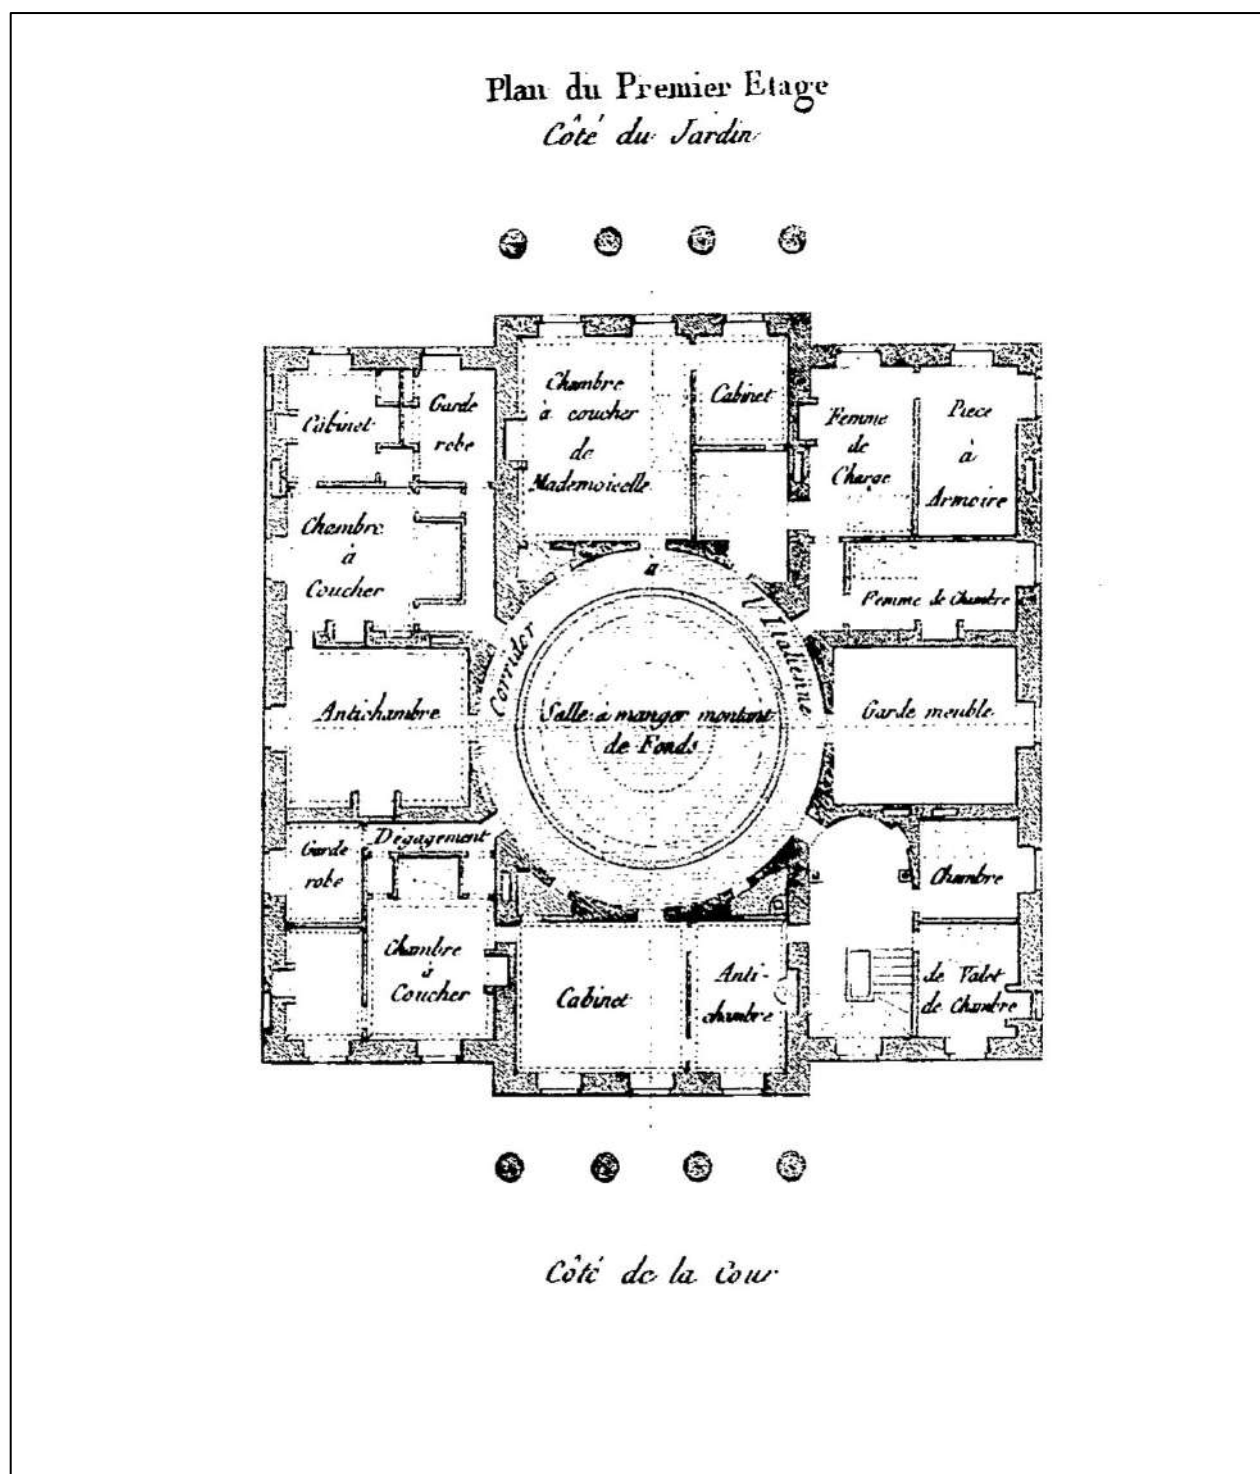 Plan du Premier Etage
Côté du Jardin
Cabinet
Garde
robe
Chambre
à coucher
de
Mademoiselle
Cabinet
Femme
de
Charge
Piece
à
Armoire
Chambre
à
Coucher
Femme de Chambre
Corridor
à
l'Italienne
Antichambre
Salle à manger montant
de Fonds
Garde meuble
Garde
robe
Dégagement
Chambre
Chambre
à
Coucher
Cabinet
Anti-
chambre
de Valet
de Chambre
Côté de la Cour